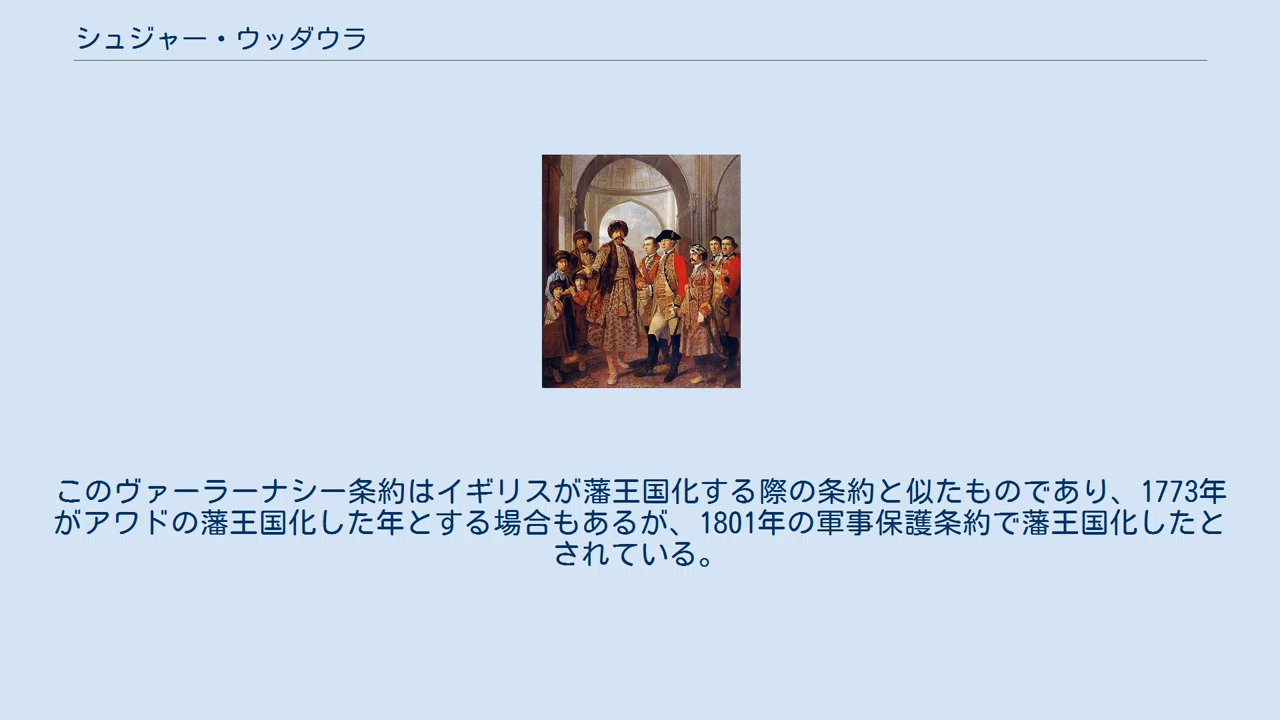 シュジャー・ウッダウラ
このヴァーラーナシー条約はイギリスが藩王国化する際の条約と似たものであり、1773年
がアワドの藩王国化した年とする場合もあるが、1801年の軍事保護条約で藩王国化したと
されている。